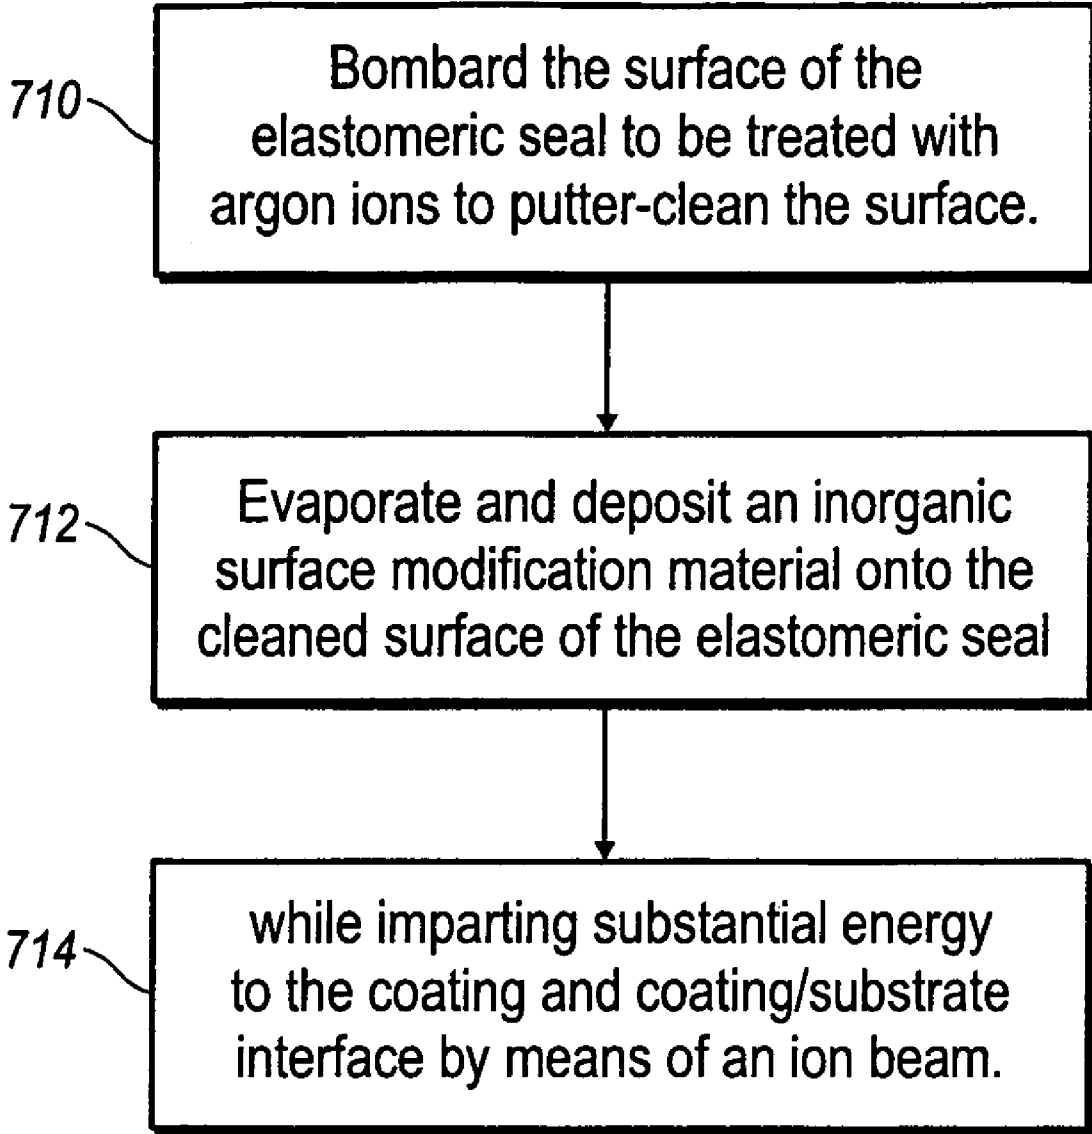 710
Bombard the surface of the
elastomeric seal to be treated with
argon ions to putter-clean the surface.
712
Evaporate and deposit an inorganic
surface modification material onto the
cleaned surface of the elastomeric seal
714
while imparting substantial energy
to the coating and coating/substrate
interface by means of an ion beam.